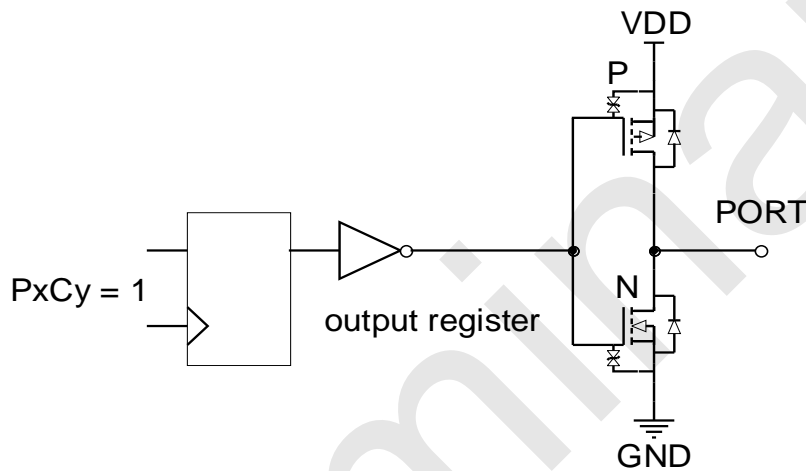 VDD
P
PORT
PxCy = 1
N
output register
GND